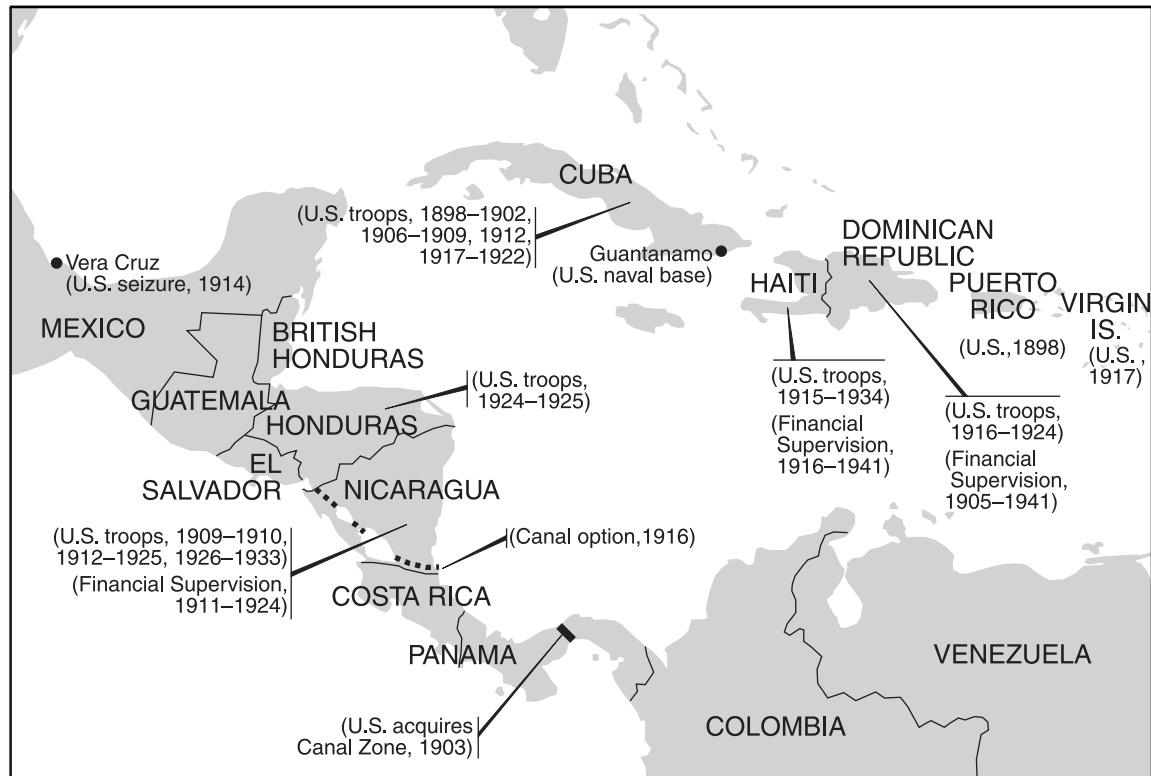 CUBA
(U.S. troops, 1898–1902,
1906–1909, 1912,
1917–1922)
Guantanamo
(U.S. naval base)
DOMINICAN
REPUBLIC
HAITI
PUERTO
RICO
(U.S.,1898)
VIRGIN
IS.
(U.S.,
1917)
Vera Cruz
(U.S. seizure, 1914)
MEXICO
BRITISH
HONDURAS
(U.S. troops,
1924–1925)
GUATEMALA
HONDURAS
(U.S. troops,
1915–1934)
(Financial
Supervision,
1916–1941)
(U.S. troops,
1916–1924)
(Financial
Supervision,
1905–1941)
EL
SALVADOR
NICARAGUA
(U.S. troops, 1909–1910,
1912–1925, 1926–1933)
(Financial Supervision,
1911–1924)
(Canal option,1916)
COSTA RICA
PANAMA
VENEZUELA
COLOMBIA
(U.S. acquires
Canal Zone, 1903)